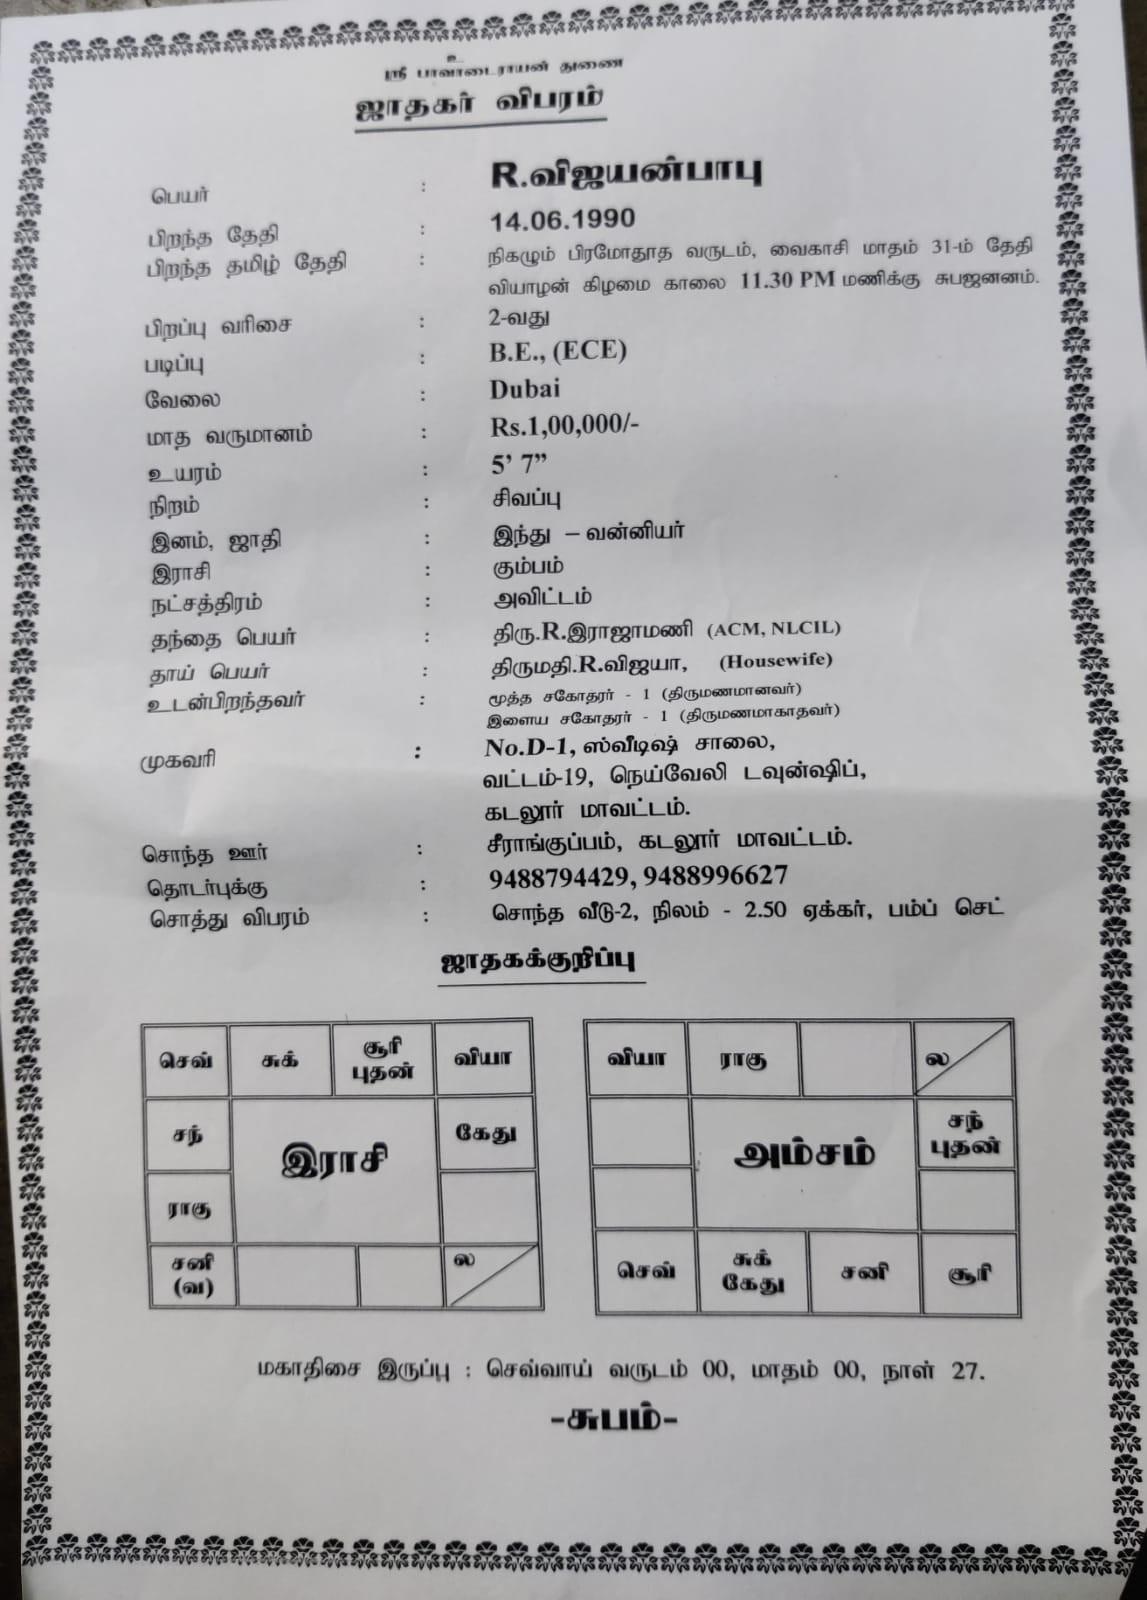 உ
ஸ்ரீ பாவாடைராயன் துணை
ஜாதகர் விபரம்
பெயர் : R.விஜயன்பாபு
பிறந்த தேதி : 14.06.1990
பிறந்த தமிழ் தேதி : நிகழும் பிரமோதூத வருடம், வைகாசி மாதம் 31-ம் தேதி
வியாழன் கிழமை காலை 11.30 PM மணிக்கு சுபஜனனம்.
பிறப்பு வரிசை : 2-வது
படிப்பு : B.E., (ECE)
வேலை : Dubai
மாத வருமானம் : Rs.1,00,000/-
உயரம் : 5’ 7”
நிறம் : சிவப்பு
இனம், ஜாதி : இந்து – வன்னியர்
இராசி : கும்பம்
நட்சத்திரம் : அவிட்டம்
தந்தை பெயர் : திரு.R.இராஜாமணி (ACM, NLCIL)
தாய் பெயர் : திருமதி.R.விஜயா, (Housewife)
உடன்பிறந்தவர் : மூத்த சகோதரர் - 1 (திருமணமானவர்)
இளைய சகோதரர் - 1 (திருமணமாகாதவர்)
முகவரி : No.D-1, ஸ்வீடிஷ் சாலை,
வட்டம்-19, நெய்வேலி டவுன்ஷிப்,
கடலூர் மாவட்டம்.
சொந்த ஊர் : சீராங்குப்பம், கடலூர் மாவட்டம்.
தொடர்புக்கு : 9488794429, 9488996627
சொத்து விபரம் : சொந்த வீடு-2, நிலம் - 2.50 ஏக்கர், பம்ப் செட்
ஜாதகக்குறிப்பு
செவ் சுக் சூரி புதன் வியா
சந் இராசி கேது
ராகு
சனி (வ) ல
வியா ராகு ல
அம்சம் சந் புதன்
செவ் சுக் கேது சனி சூரி
மகாதிசை இருப்பு : செவ்வாய் வருடம் 00, மாதம் 00, நாள் 27.
-சுபம்-